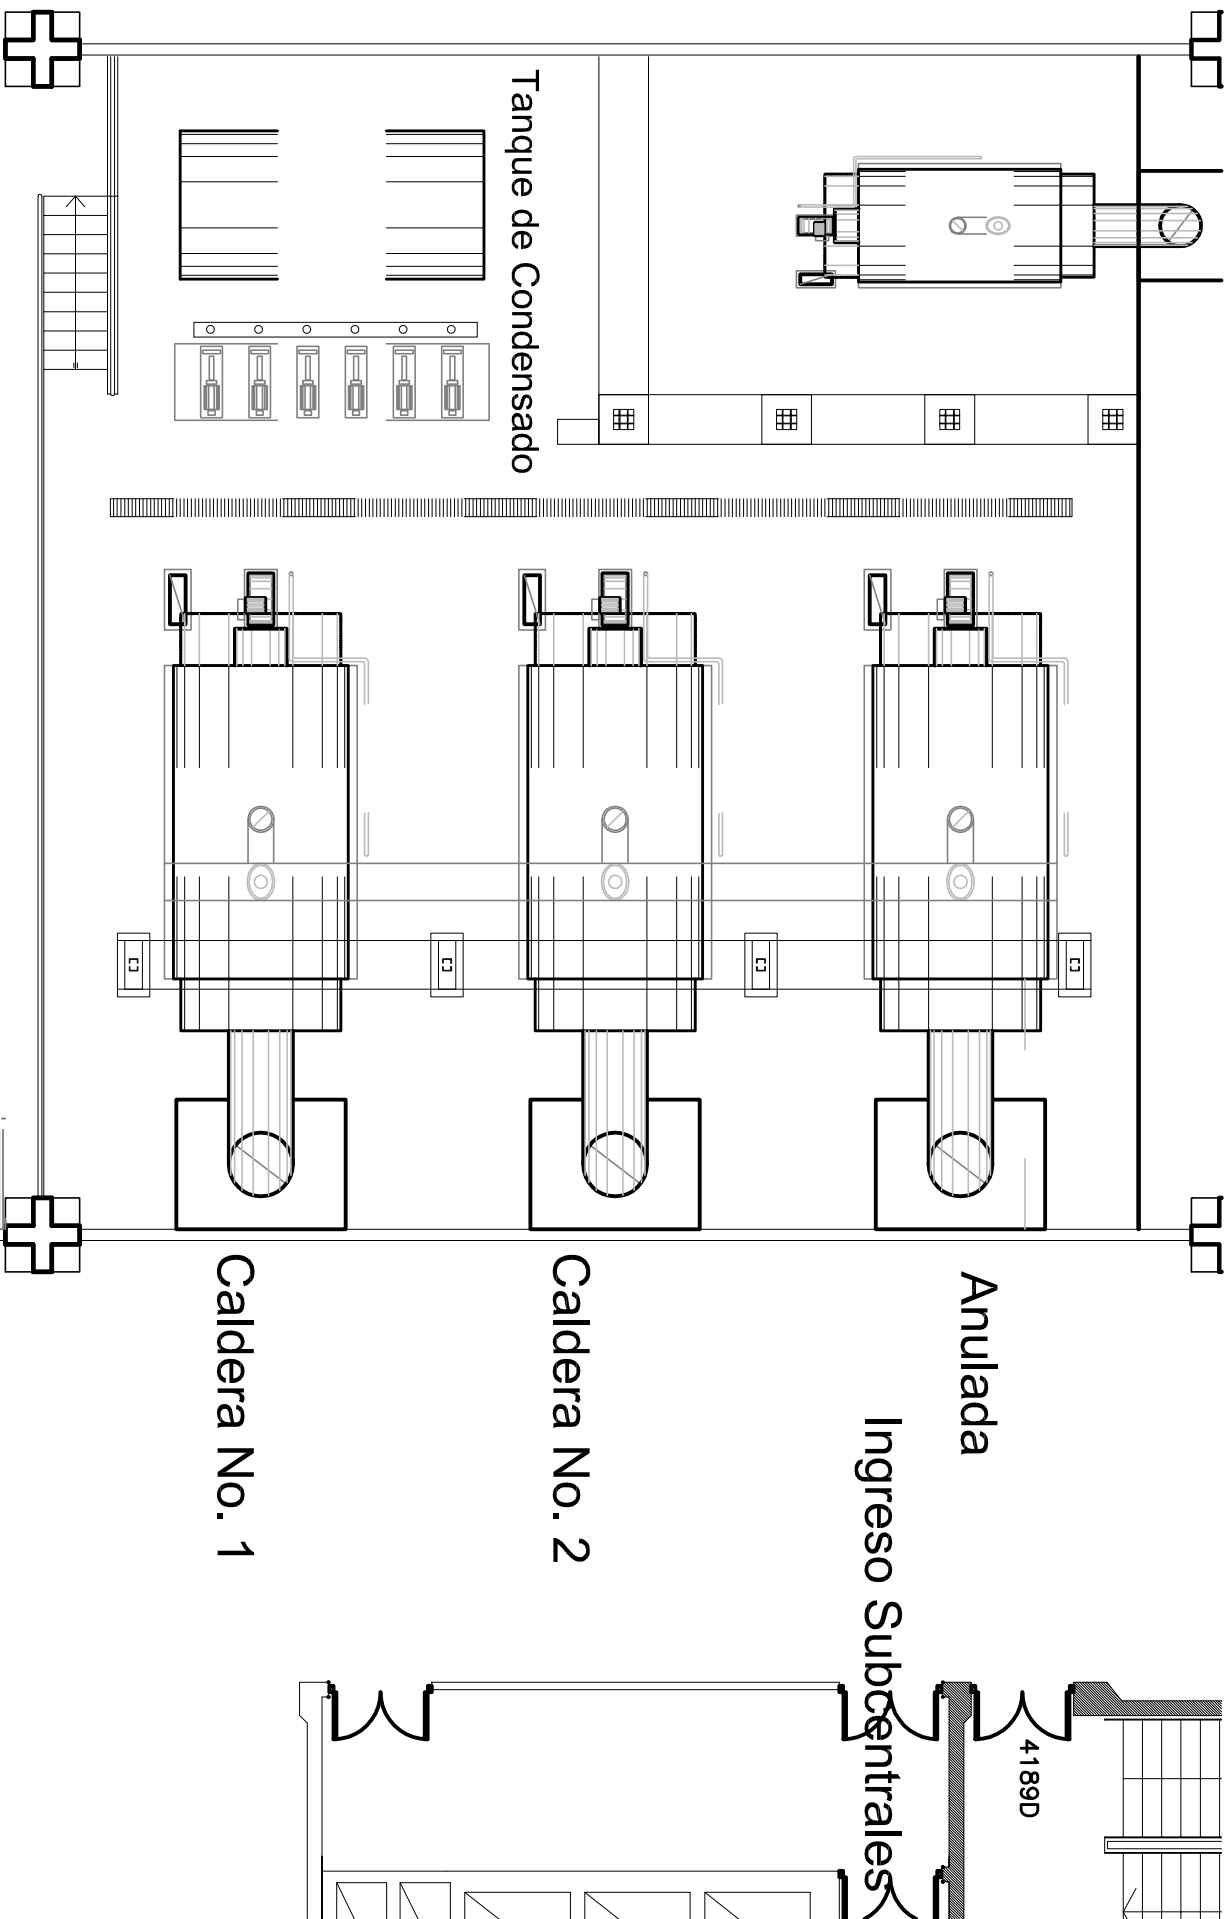 Tanque de Condensado
Anulada
Caldera No. 2
Caldera No. 1
Ingreso Subcentrales
4189D